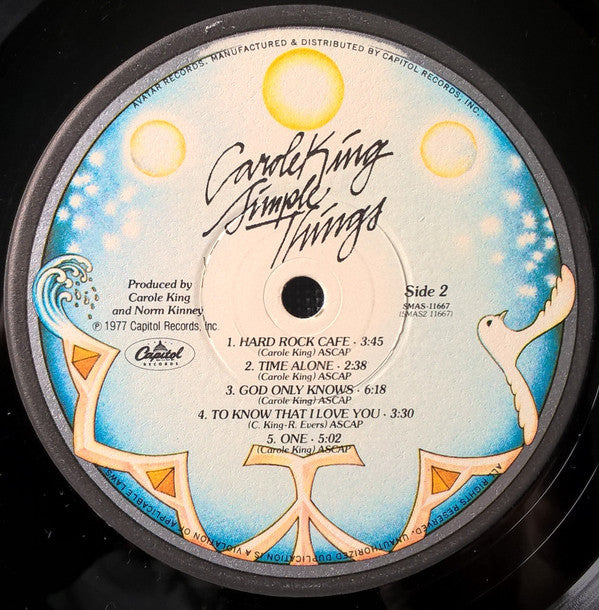 AVATAR RECORDS. MANUFACTURED & DISTRIBUTED BY CAPITOL RECORDS, INC.
Carole King
Simple
Things
Produced by
Carole King
and Norm Kinney
℗ 1977 Capitol Records, Inc.
Capitol
RECORDS
Side 2
SMAS-11667
(SMAS2 11667)
1. HARD ROCK CAFE · 3:45
(Carole King) ASCAP
2. TIME ALONE · 2:38
(Carole King) ASCAP
3. GOD ONLY KNOWS · 6:18
(Carole King) ASCAP
4. TO KNOW THAT I LOVE YOU · 3:30
(C. King-R. Evers) ASCAP
5. ONE · 5:02
(Carole King) ASCAP
ALL RIGHTS RESERVED. UNAUTHORIZED DUPLICATION IS A VIOLATION OF APPLICABLE LAWS